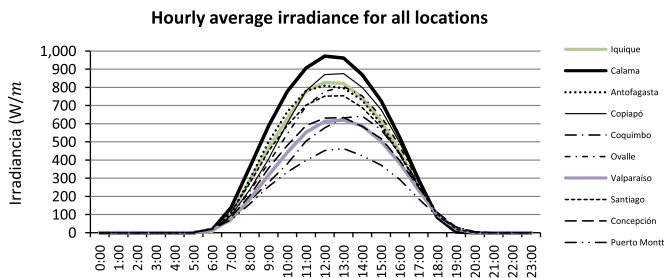 Hourly average irradiance for all locations
Irradiancia (W/m
1,000
900
800
700
600
500
400
300
200
100
0
0:00
1:00
2:00
3:00
4:00
5:00
6:00
7:00
8:00
9:00
10:00
11:00
12:00
13:00
14:00
15:00
16:00
17:00
18:00
19:00
20:00
21:00
22:00
23:00
Iquique
Calama
Antofagasta
Copiapó
Coquimbo
Ovalle
Valparaíso
Santiago
Concepción
Puerto Montt